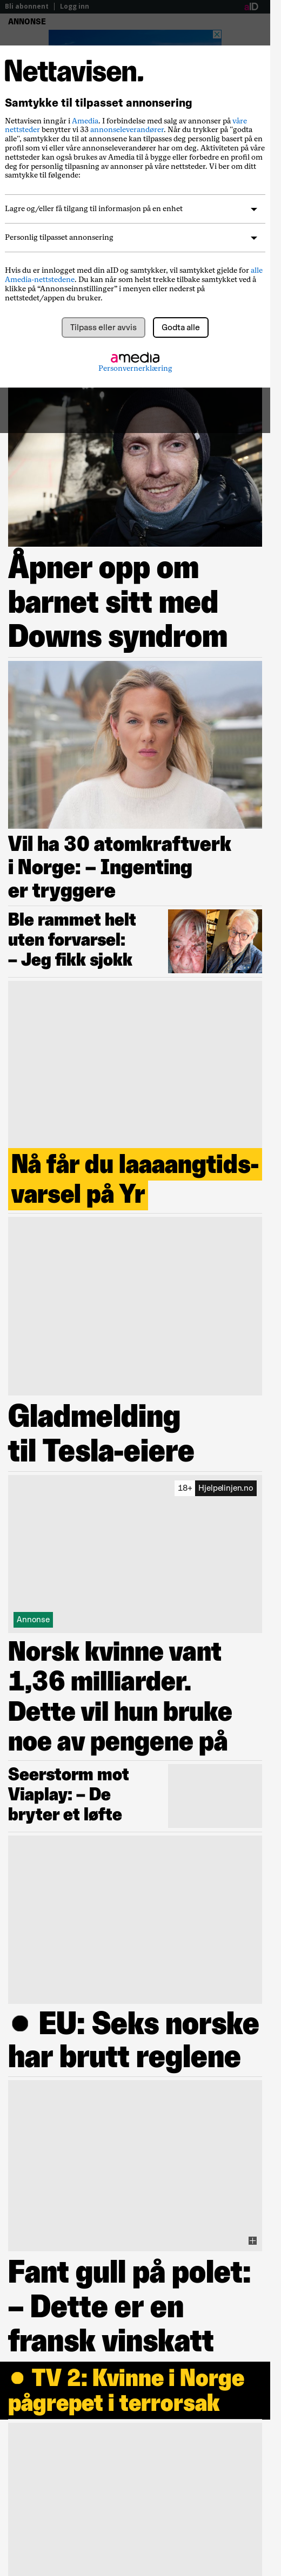 Bli abonnent | Logg inn
aID
ANNONSE
Nettavisen.
Samtykke til tilpasset annonsering
Nettavisen inngår i Amedia. I forbindelse med salg av annonser på våre
nettsteder benytter vi 33 annonseleverandører. Når du trykker på "godta
alle", samtykker du til at annonsene kan tilpasses deg personlig basert på en
profil som vi eller våre annonseleverandører har om deg. Aktiviteten på våre
nettsteder kan også brukes av Amedia til å bygge eller forbedre en profil om
deg for personlig tilpasning av annonser på våre nettsteder. Vi ber om ditt
samtykke til følgende:
Lagre og/eller få tilgang til informasjon på en enhet
Personlig tilpasset annonsering
Hvis du er innlogget med din aID og samtykker, vil samtykket gjelde for alle
Amedia-nettstedene. Du kan når som helst trekke tilbake samtykket ved å
klikke på “Annonseinnstillinger” i menyen eller nederst på
nettstedet/appen du bruker.
Tilpass eller avvis
Godta alle
amedia
Personvernerklæring
Åpner opp om
barnet sitt med
Downs syndrom
Vil ha 30 atomkraftverk
i Norge: – Ingenting
er tryggere
Ble rammet helt
uten forvarsel:
– Jeg fikk sjokk
Nå får du laaaangtids-
varsel på Yr
Gladmelding
til Tesla-eiere
18+ Hjelpelinjen.no
Annonse
Norsk kvinne vant
1,36 milliarder.
Dette vil hun bruke
noe av pengene på
Seerstorm mot
Viaplay: – De
bryter et løfte
● EU: Seks norske
har brutt reglene
Fant gull på polet:
– Dette er en
fransk vinskatt
● TV 2: Kvinne i Norge
pågrepet i terrorsak